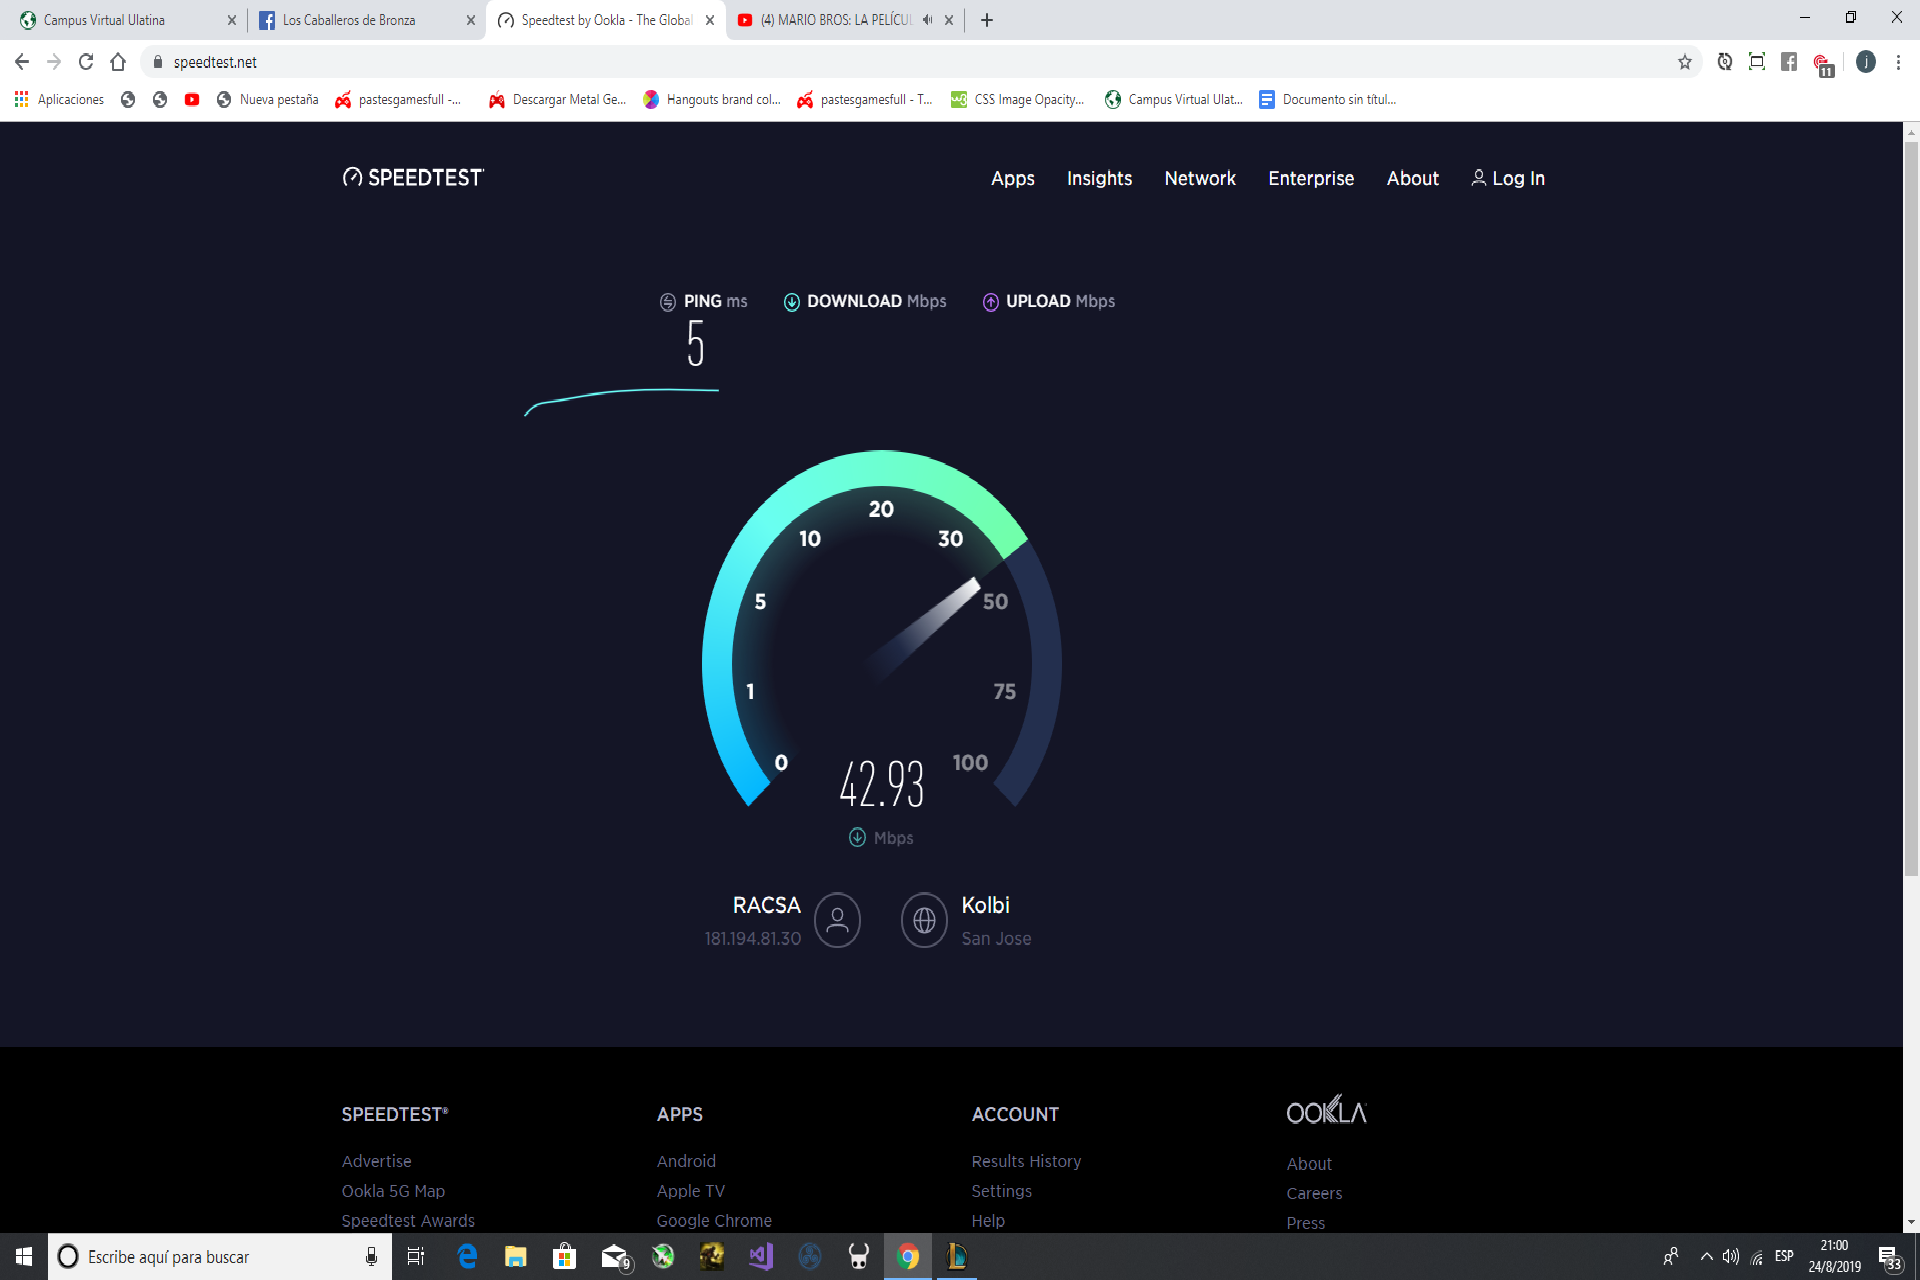 Campus Virtual Ulatina
Los Caballeros de Bronza
Speedtest by Ookla - The Global
(4) MARIO BROS: LA PELÍCUL
speedtest.net
11
j
Aplicaciones
Nueva pestaña
pastesgamesfull -...
Descargar Metal Ge...
Hangouts brand col...
pastesgamesfull - T...
CSS Image Opacity...
Campus Virtual Ulat...
Documento sin títul...
SPEEDTEST
Apps
Insights
Network
Enterprise
About
Log In
PING ms
DOWNLOAD Mbps
UPLOAD Mbps
5
0
1
5
10
20
30
50
75
100
42.93
Mbps
RACSA
181.194.81.30
Kolbi
San Jose
SPEEDTEST®
APPS
ACCOUNT
OOKLA
Advertise
Android
Results History
About
Ookla 5G Map
Apple TV
Settings
Careers
Speedtest Awards
Google Chrome
Help
Press
Escribe aquí para buscar
9
ESP
21:00
24/8/2019
33